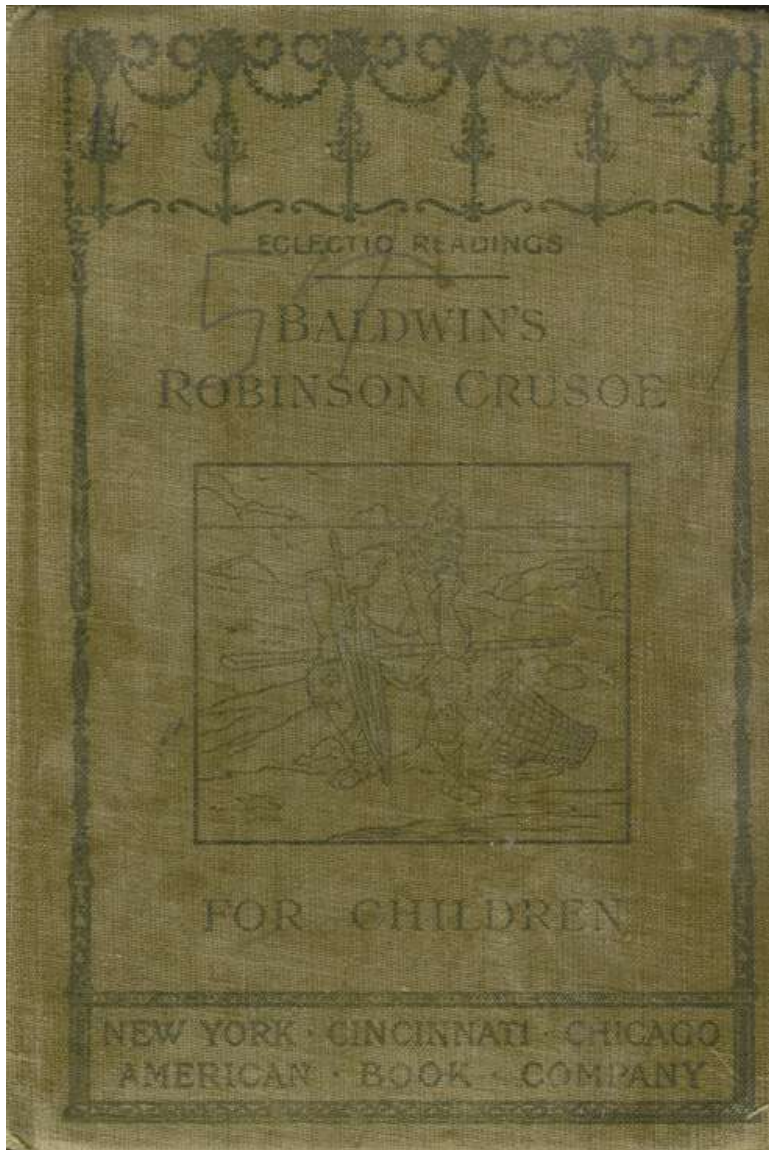 ECLECTIC READINGS
BALDWIN'S
ROBINSON CRUSOE
FOR CHILDREN
NEW YORK · CINCINNATI · CHICAGO
AMERICAN · BOOK · COMPANY